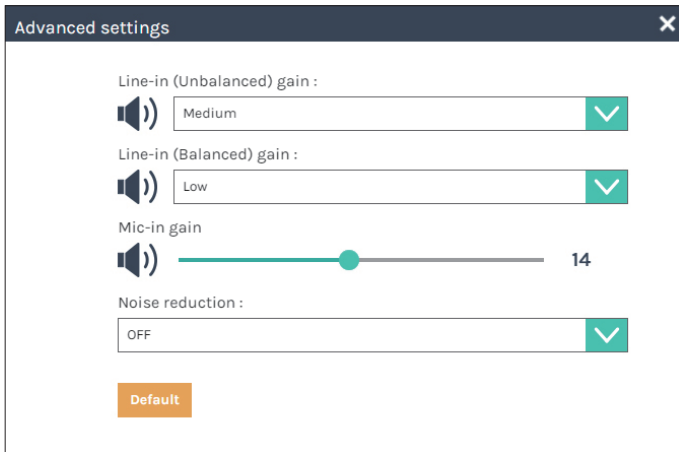 Advanced settings
Line-in (Unbalanced) gain :
Medium
Line-in (Balanced) gain :
Low
Mic-in gain
14
Noise reduction :
OFF
Default